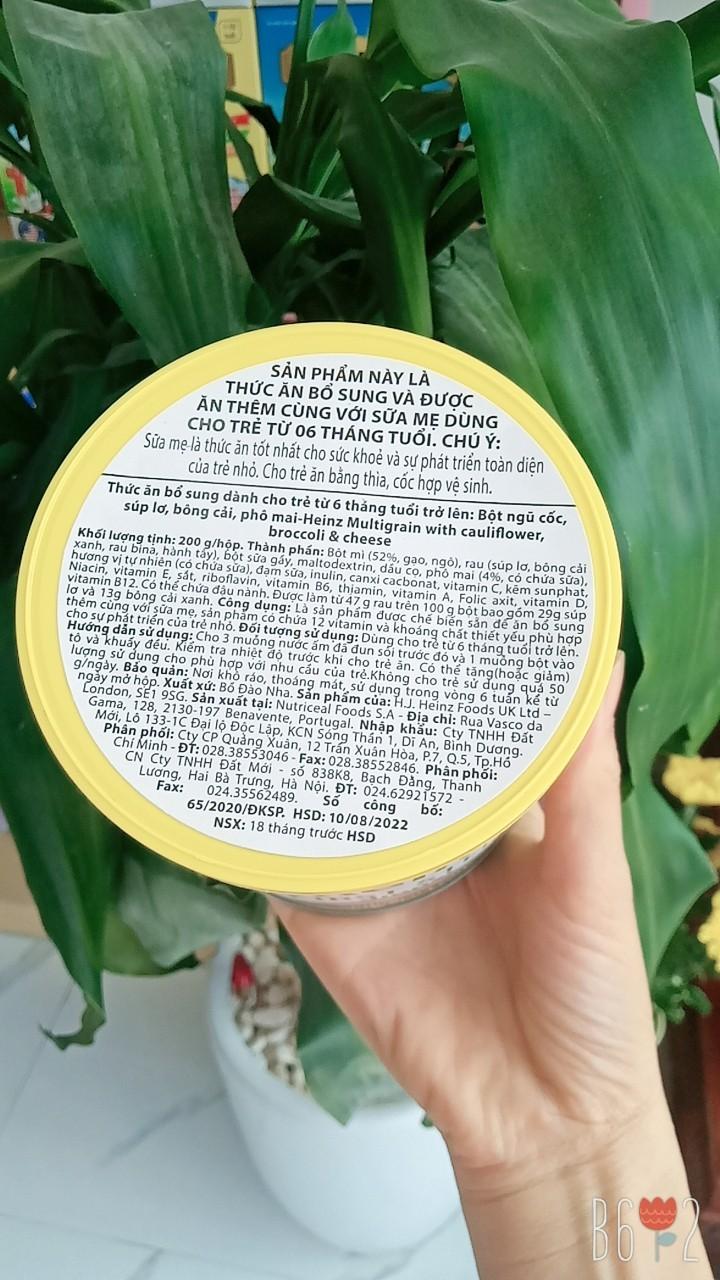 SẢN PHẨM NÀY LÀ
THỨC ĂN BỔ SUNG VÀ ĐƯỢC
ĂN THÊM CÙNG VỚI SỮA MẸ DÙNG
CHO TRẺ TỪ 06 THÁNG TUỔI. CHÚ Ý:
Sữa mẹ là thức ăn tốt nhất cho sức khoẻ và sự phát triển toàn diện
của trẻ nhỏ. Cho trẻ ăn bằng thìa, cốc hợp vệ sinh.
Thức ăn bổ sung dành cho trẻ từ 6 tháng tuổi trở lên: Bột ngũ cốc,
súp lơ, bông cải, phô mai-Heinz Multigrain with cauliflower,
broccoli & cheese
Khối lượng tịnh: 200 g/hộp. Thành phần: Bột mì (52%, gạo, ngô), rau (súp lơ, bông cải
xanh, rau bina, hành tây), bột sữa gầy, maltodextrin, dầu cọ, phô mai (4%, có chứa sữa),
hương vị tự nhiên (có chứa sữa), đạm sữa, inulin, canxi cacbonat, vitamin C, kẽm sunphat,
Niacin, vitamin E, sắt, riboflavin, vitamin B6, thiamin, vitamin A, Folic axit, vitamin D,
vitamin B12. Có thể chứa đậu nành. Được làm từ 47 g rau trên 100 g bột bao gồm 29g súp
lơ và 13g bông cải xanh. Công dụng: Là sản phẩm được chế biến sẵn để ăn bổ sung
thêm cùng với sữa mẹ, sản phẩm có chứa 12 vitamin và khoáng chất thiết yếu phù hợp
cho sự phát triển của trẻ nhỏ. Đối tượng sử dụng: Dùng cho trẻ từ 6 tháng tuổi trở lên.
Hướng dẫn sử dụng: Cho 3 muỗng nước ấm đã đun sôi trước đó và 1 muỗng bột vào
tô và khuấy đều. Kiểm tra nhiệt độ trước khi cho trẻ ăn. Có thể tăng(hoặc giảm)
lượng sử dụng cho phù hợp với nhu cầu của trẻ.Không cho trẻ sử dụng quá 50
g/ngày. Bảo quản: Nơi khô ráo, thoáng mát, sử dụng trong vòng 6 tuần kể từ
ngày mở hộp. Xuất xứ: Bồ Đào Nha. Sản phẩm của: H.J. Heinz Foods UK Ltd –
London, SE1 9SG. Sản xuất tại: Nutriceal Foods S.A - Địa chỉ: Rua Vasco da
Gama, 128, 2130-197 Benavente, Portugal. Nhập khẩu: Cty TNHH Đất
Mới, Lô 133-1C Đại lộ Độc Lập, KCN Sóng Thần 1, Dĩ An, Bình Dương.
Phân phối: Cty CP Quảng Xuân, 12 Trần Xuân Hòa, P.7, Q.5, Tp.Hồ
Chí Minh - ĐT: 028.38553046 - Fax: 028.38552846. Phân phối:
CN Cty TNHH Đất Mới - số 838K8, Bạch Đằng, Thanh
Lương, Hai Bà Trưng, Hà Nội. ĐT: 024.62921572 -
Fax: 024.35562489. Số công bố:
65/2020/ĐKSP. HSD: 10/08/2022
NSX: 18 tháng trước HSD
B612